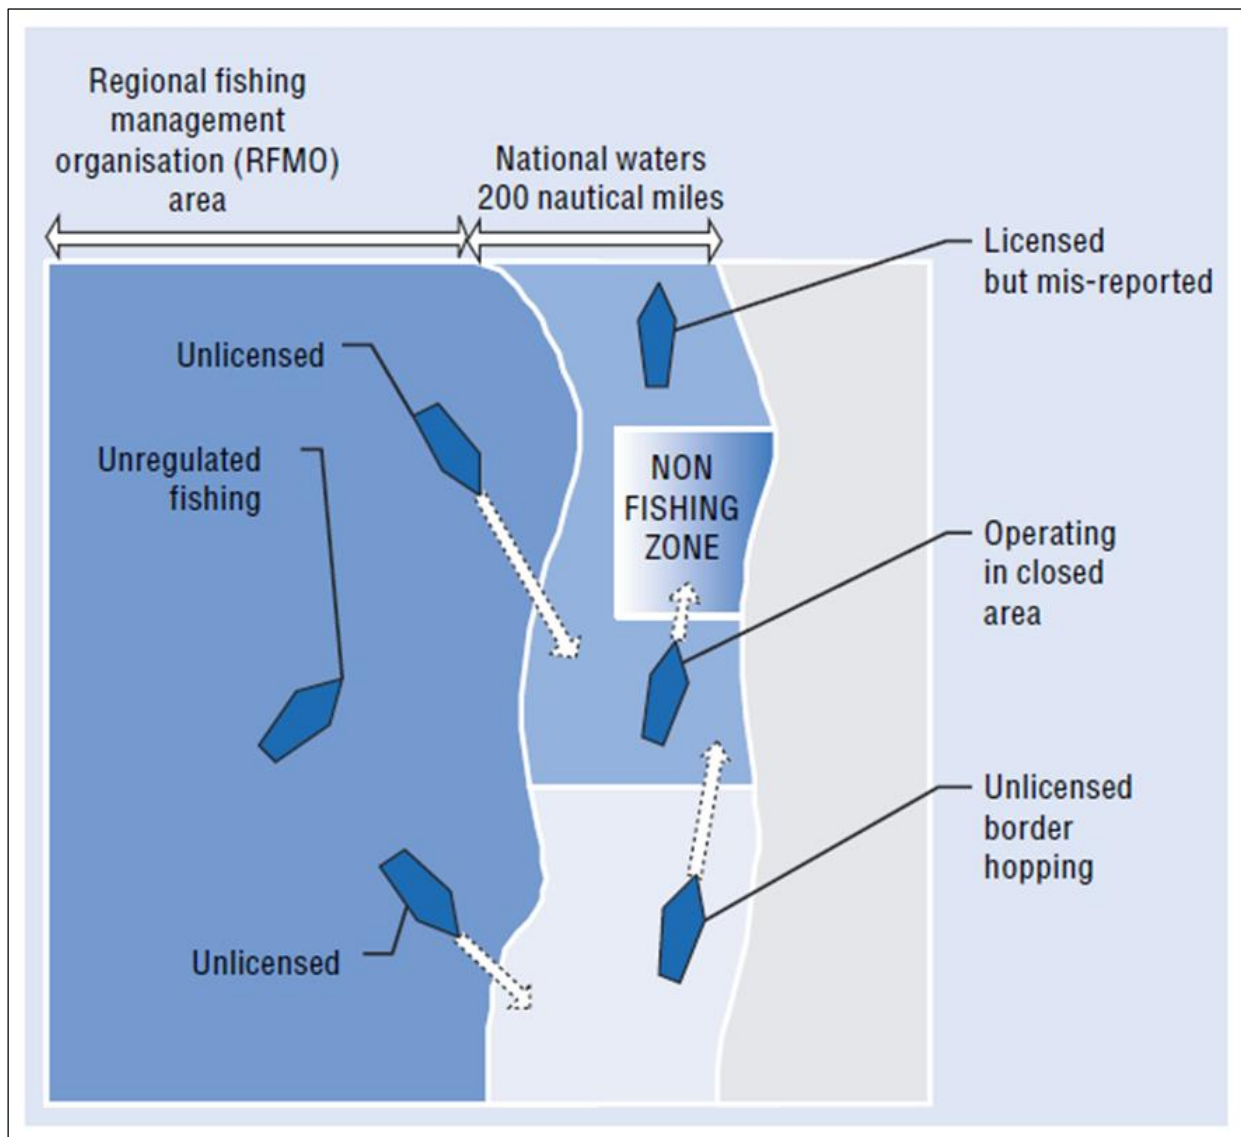 Regional fishing
management
organisation (RFMO)
area
National waters
200 nautical miles
Licensed
but mis-reported
Unlicensed
Unregulated
fishing
NON
FISHING
ZONE
Operating
in closed
area
Unlicensed
border
hopping
Unlicensed